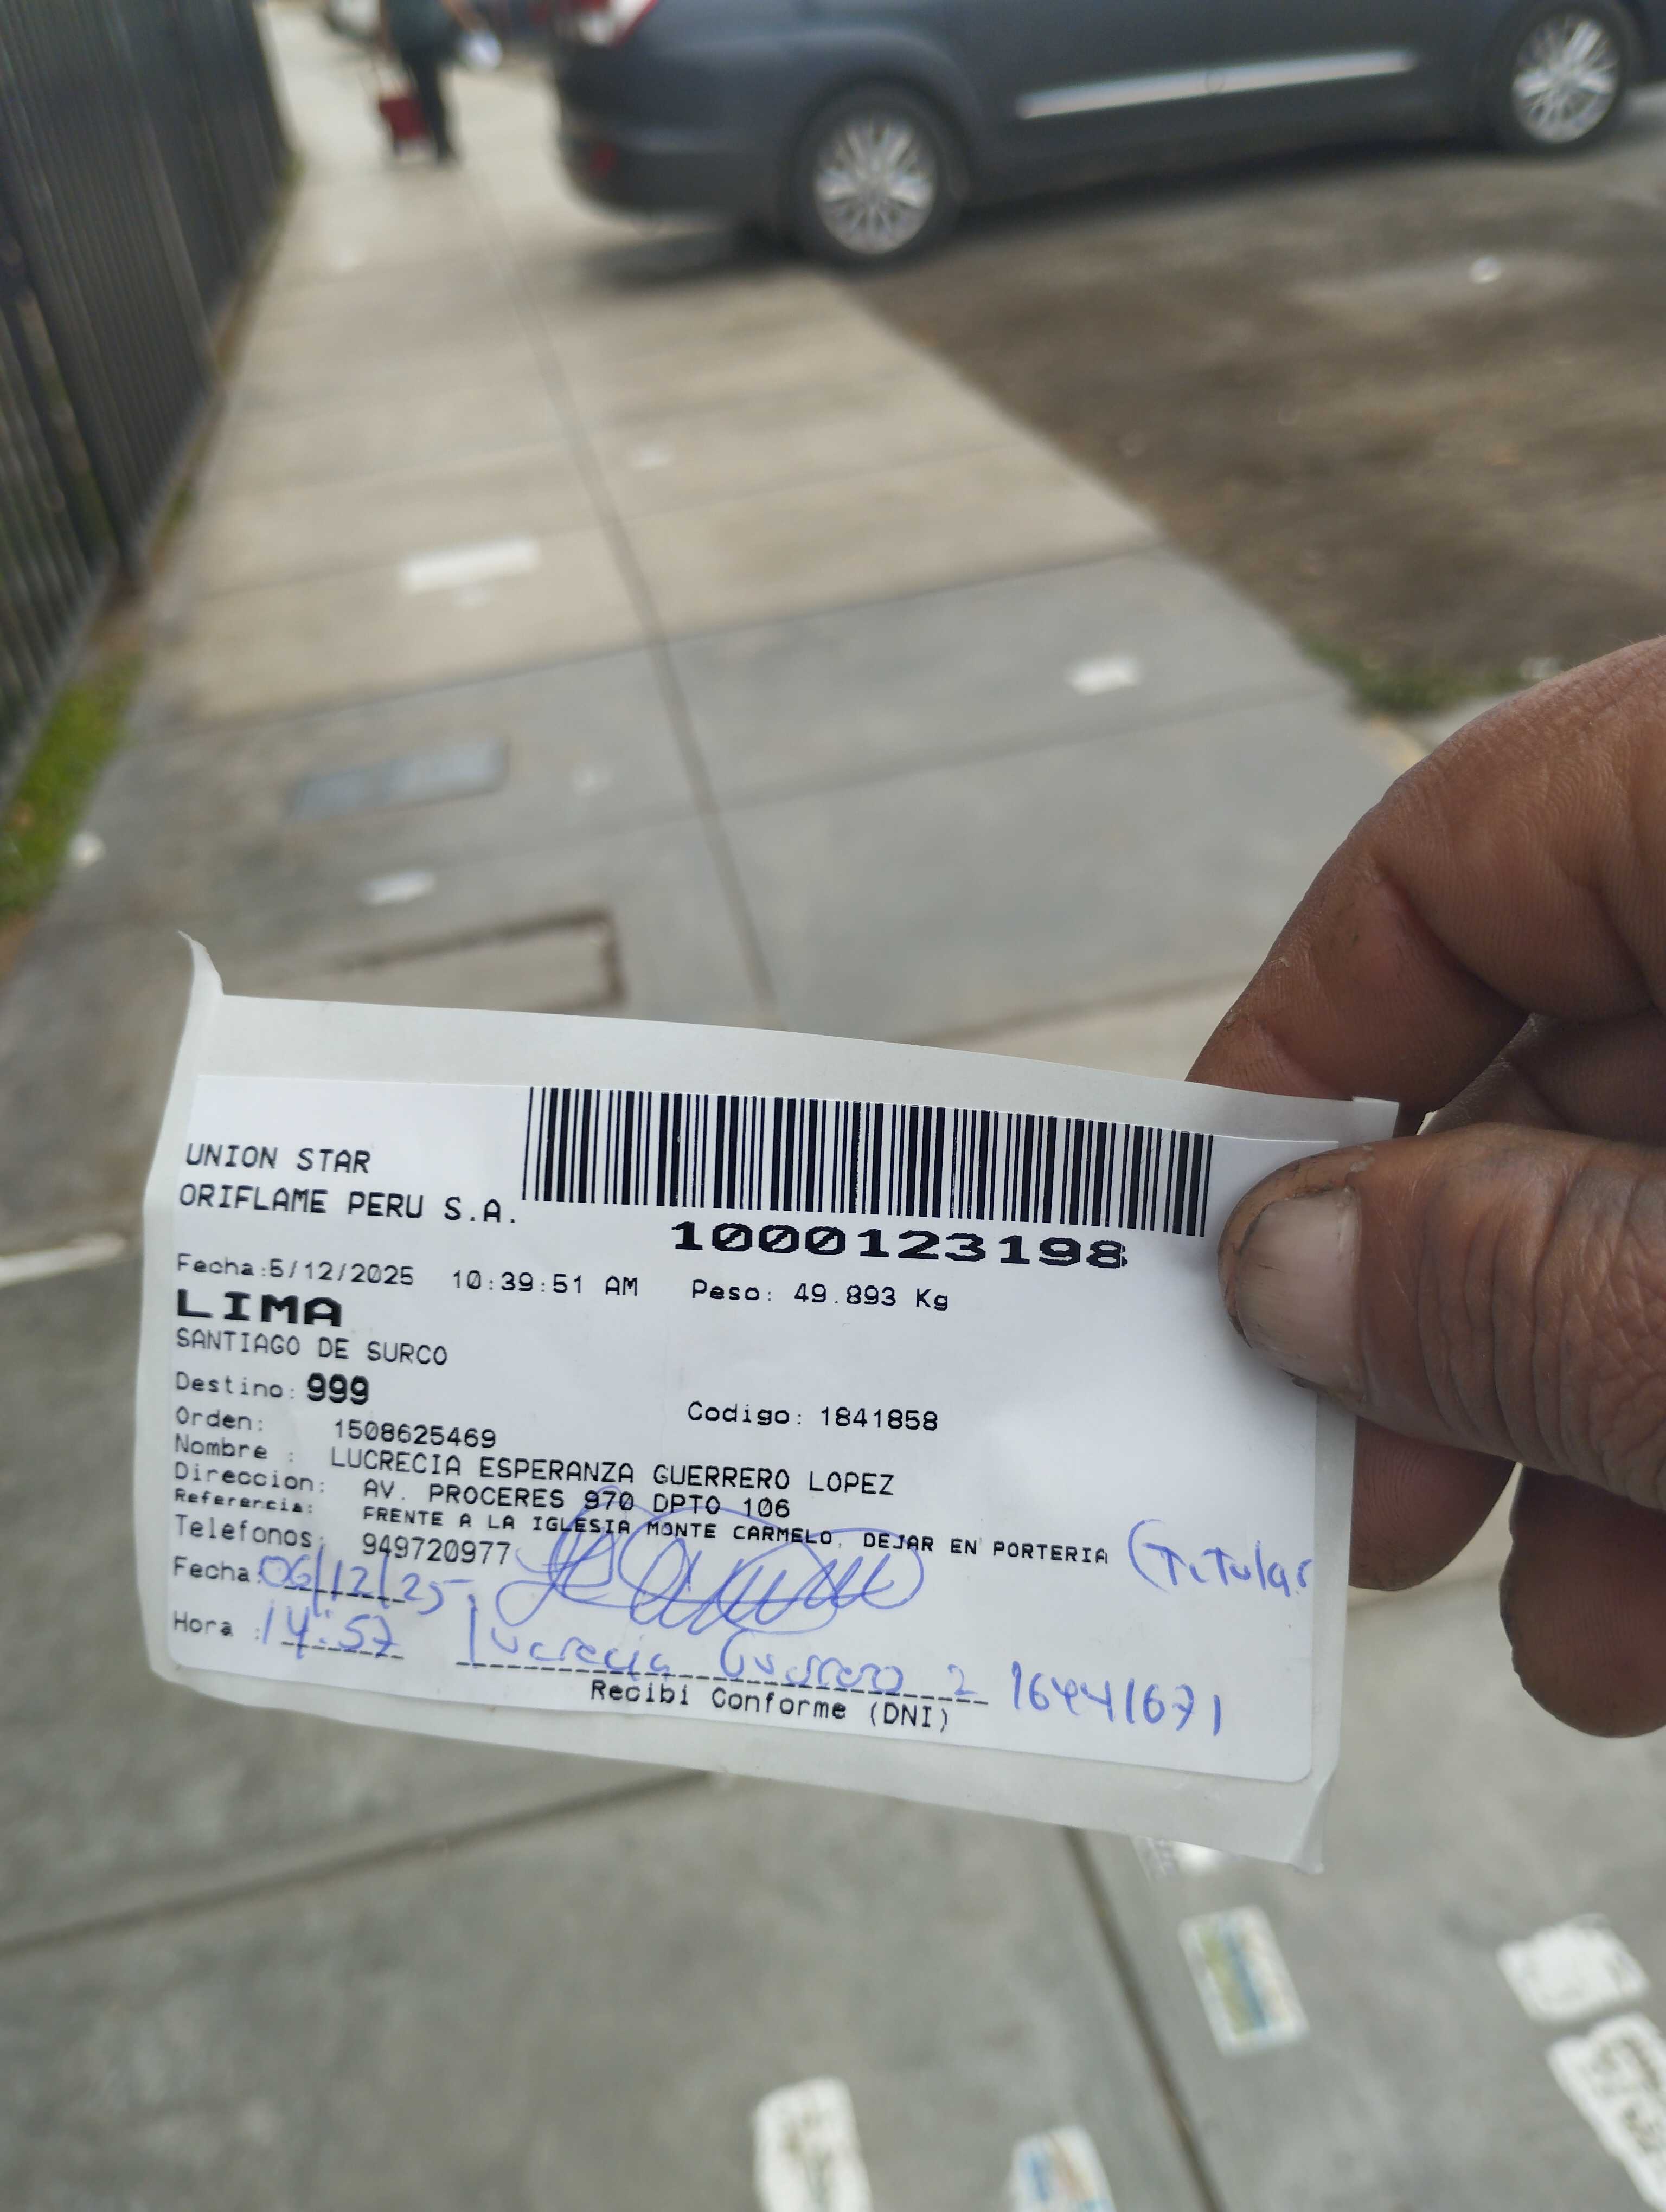 UNION STAR
ORIFLAME PERU S.A.
1000123198
Fecha:5/12/2025 10:39:51 AM Peso: 49.893 Kg
LIMA
SANTIAGO DE SURCO
Destino: 999
Codigo: 1841858
Orden: 1508625469
Nombre : LUCRECIA ESPERANZA GUERRERO LOPEZ
Direccion: AV. PROCERES 970 DPTO 106
Referencia: FRENTE A LA IGLESIA MONTE CARMELO, DEJAR EN PORTERIA (Titular
Telefonos: 949720977
Fecha: 06/12/25
Hora : 14:57 Lucrecia Guerrero L 16441671
Recibi Conforme (DNI)